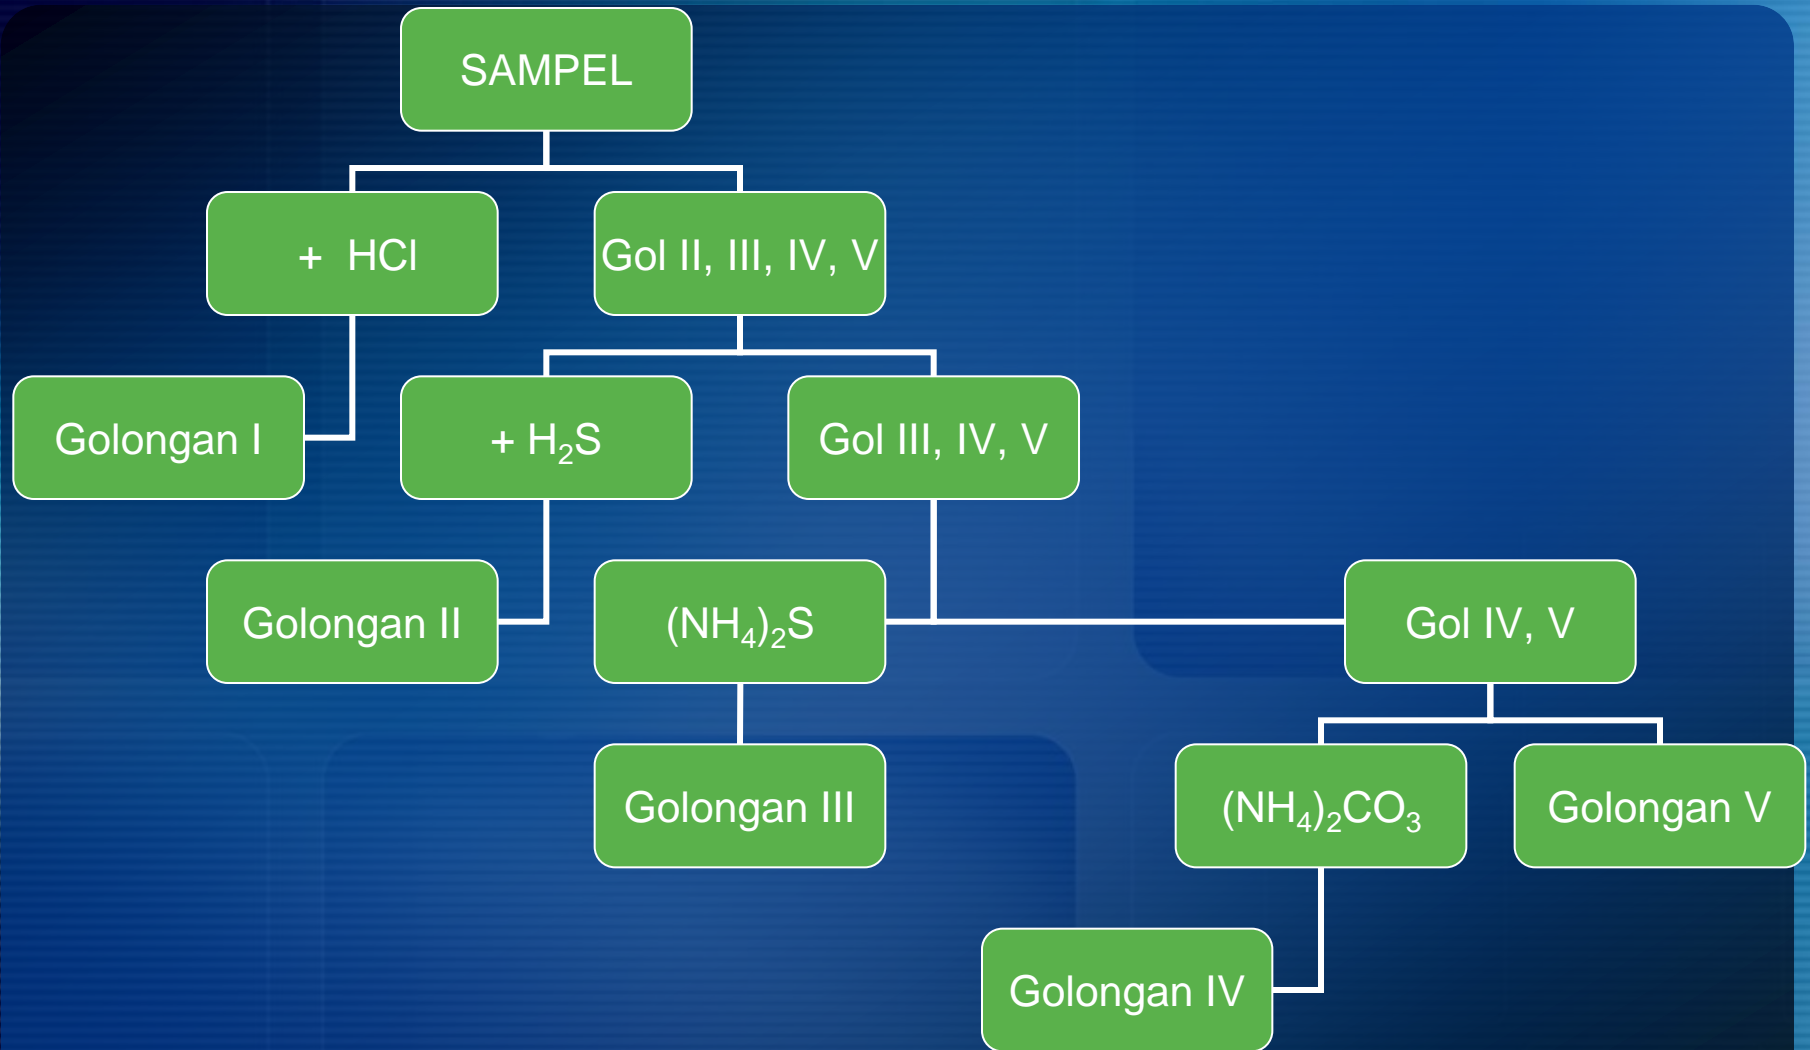 SAMPEL
+ HCl
Gol II, III, IV, V
Golongan I
+ H₂S
Gol III, IV, V
Golongan II
(NH₄)₂S
Gol IV, V
Golongan III
(NH₄)₂CO₃
Golongan V
Golongan IV